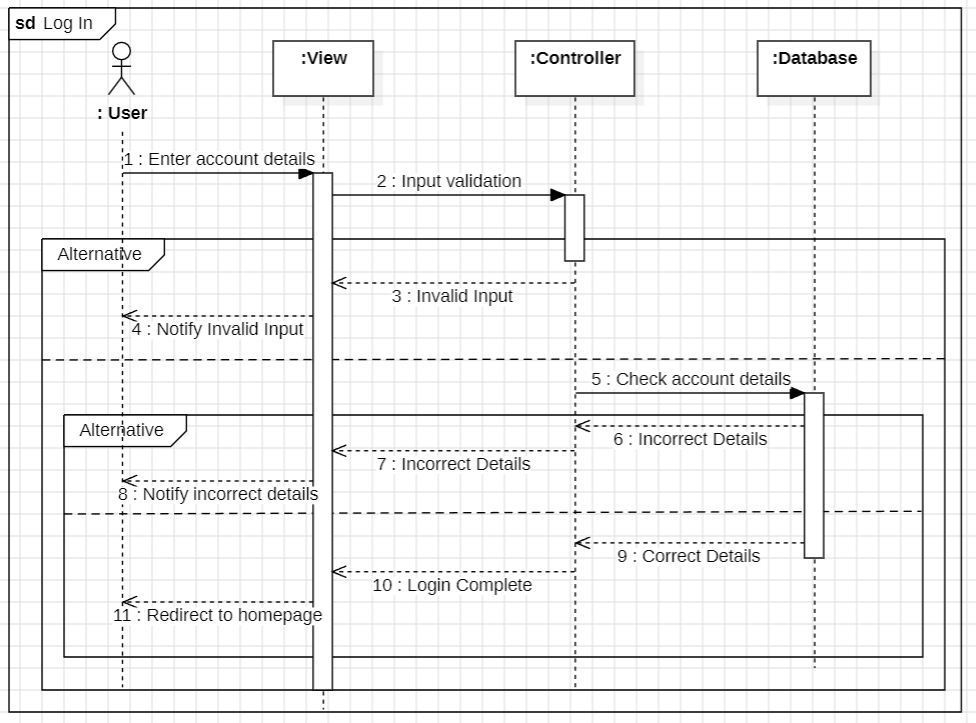 sd Log In
: User
:View
:Controller
:Database
1 : Enter account details
2 : Input validation
Alternative
3 : Invalid Input
4 : Notify Invalid Input
5 : Check account details
Alternative
6 : Incorrect Details
7 : Incorrect Details
8 : Notify incorrect details
9 : Correct Details
10 : Login Complete
11 : Redirect to homepage